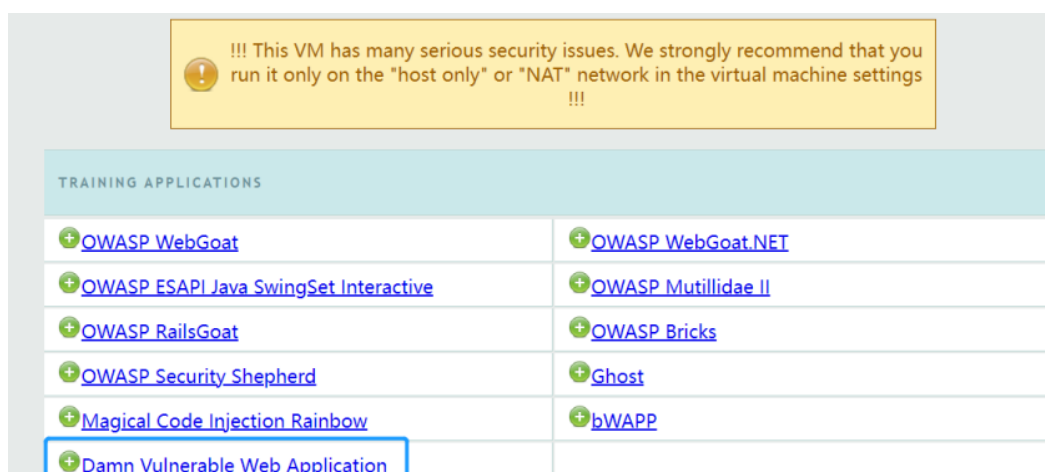 !!! This VM has many serious security issues. We strongly recommend that you
run it only on the "host only" or "NAT" network in the virtual machine settings
!!!
TRAINING APPLICATIONS
OWASP WebGoat
OWASP WebGoat.NET
OWASP ESAPI Java SwingSet Interactive
OWASP Mutillidae II
OWASP RailsGoat
OWASP Bricks
OWASP Security Shepherd
Ghost
Magical Code Injection Rainbow
bWAPP
Damn Vulnerable Web Application